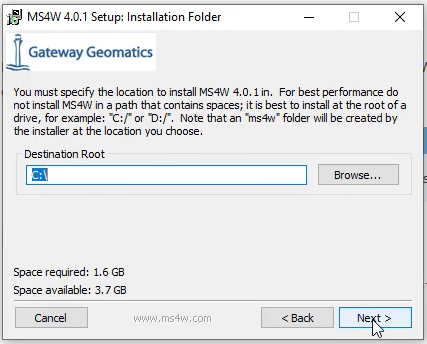 MS4W 4.0.1 Setup: Installation Folder
Gateway Geomatics
You must specify the location to install MS4W 4.0.1 in.  For best performance do
not install MS4W in a path that contains spaces; it is best to install at the root of a
drive, for example: "C:/" or "D:/".  Note that an "ms4w" folder will be created by
the installer at the location you choose.
Destination Root
C:\
Browse...
Space required: 1.6 GB
Space available: 3.7 GB
Cancel
www.ms4w.com
< Back
Next >